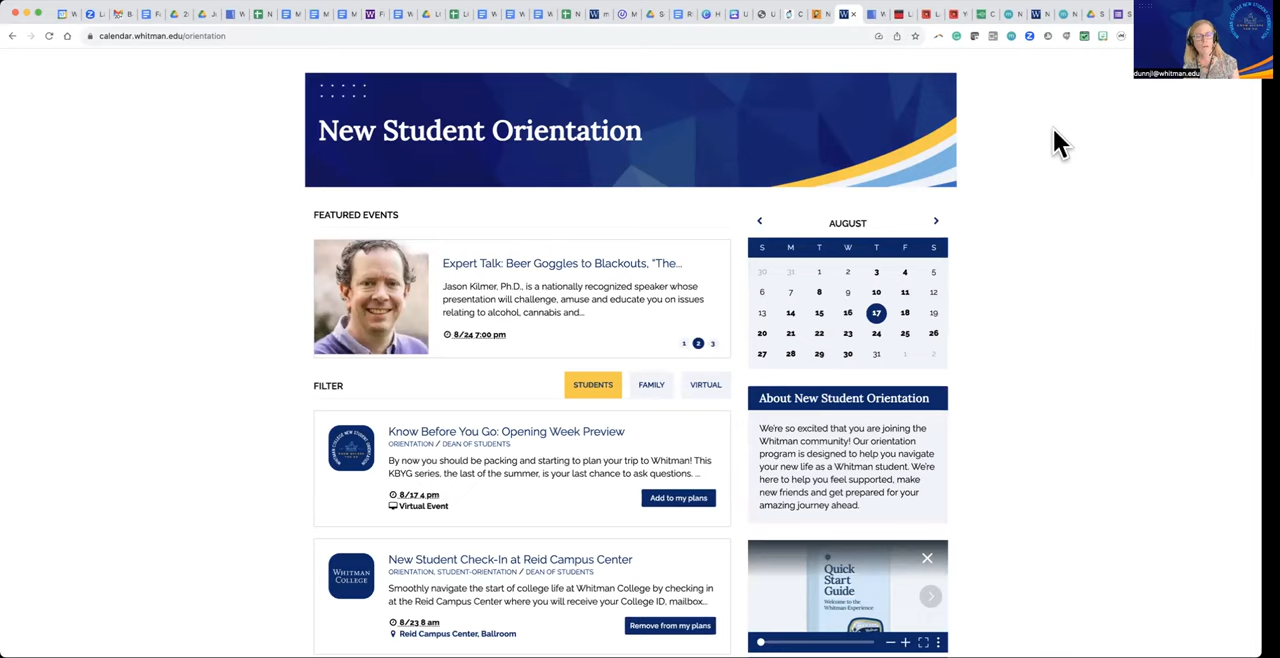 calendar.whitman.edu/orientation
dunnjl@whitman.edu
New Student Orientation
FEATURED EVENTS
Expert Talk: Beer Goggles to Blackouts, "The...
Jason Kilmer, Ph.D., is a nationally recognized speaker whose
presentation will challenge, amuse and educate you on issues
relating to alcohol, cannabis and...
8/24 7:00 pm
1 2 3
FILTER
STUDENTS
FAMILY
VIRTUAL
Know Before You Go: Opening Week Preview
ORIENTATION / DEAN OF STUDENTS
By now you should be packing and starting to plan your trip to Whitman! This
KBYG series, the last of the summer, is your last chance to ask questions. ...
8/17 4 pm
Virtual Event
Add to my plans
WHITMAN
COLLEGE
New Student Check-In at Reid Campus Center
ORIENTATION, STUDENT-ORIENTATION / DEAN OF STUDENTS
Smoothly navigate the start of college life at Whitman College by checking in
at the Reid Campus Center where you will receive your College ID, mailbox...
8/23 8 am
Reid Campus Center, Ballroom
Remove from my plans
AUGUST
S M T W T F S
30 31 1 2 3 4 5
6 7 8 9 10 11 12
13 14 15 16 17 18 19
20 21 22 23 24 25 26
27 28 29 30 31 1 2
About New Student Orientation
We're so excited that you are joining the
Whitman community! Our orientation
program is designed to help you navigate
your new life as a Whitman student. We're
here to help you feel supported, make
new friends and get prepared for your
amazing journey ahead.
Quick
Start
Guide
Welcome to the
Whitman Experience